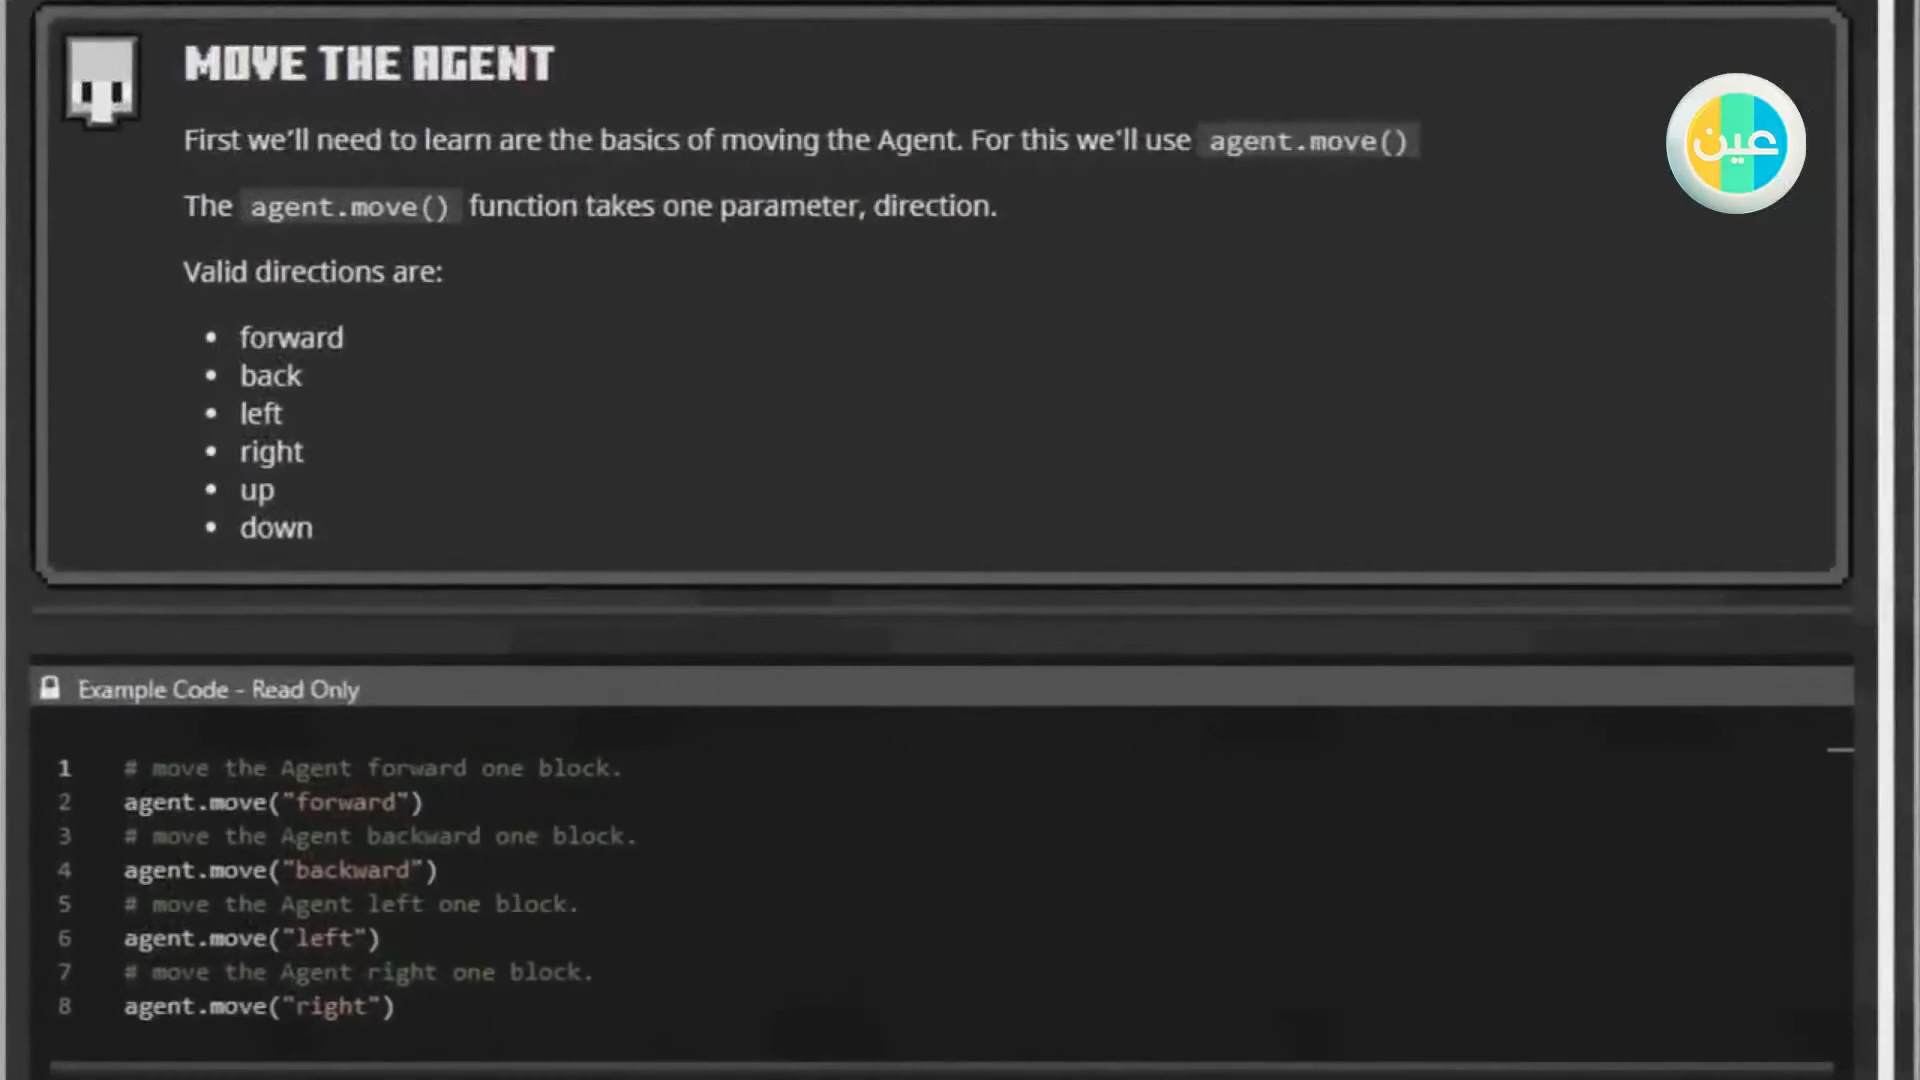 MOVE THE AGENT
First we'll need to learn are the basics of moving the Agent. For this we'll use agent.move()
عين
The agent.move() function takes one parameter, direction.
Valid directions are:
• forward
• back
• left
• right
• up
• down
Example Code - Read Only
1 # move the Agent forward one block.
2 agent.move("forward")
3 # move the Agent backward one block.
4 agent.move("backward")
5 # move the Agent left one block.
6 agent.move("left")
7 # move the Agent right one block.
8 agent.move("right")